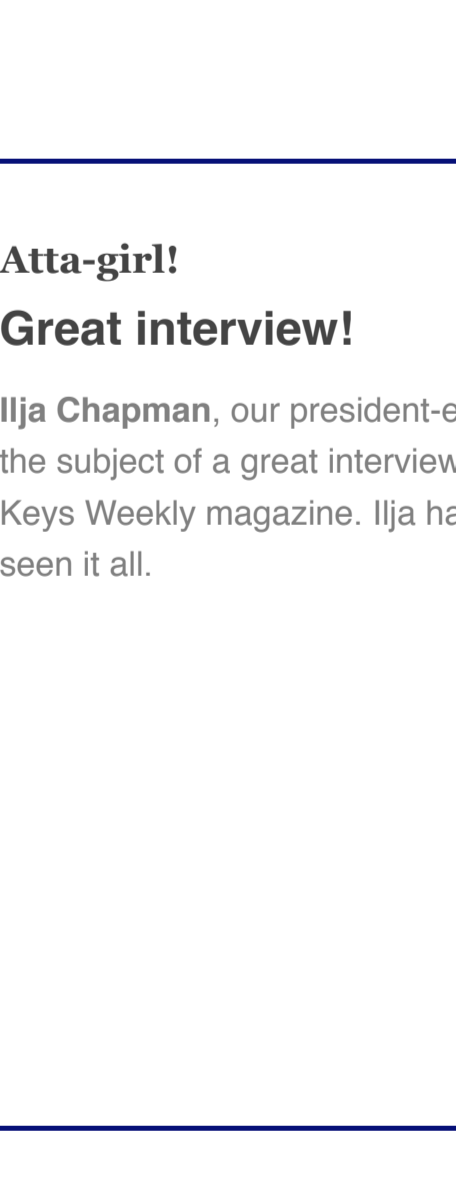 Atta-girl!
Great interview!
Ilja Chapman, our president-e
the subject of a great interview
Keys Weekly magazine. Ilja ha
seen it all.